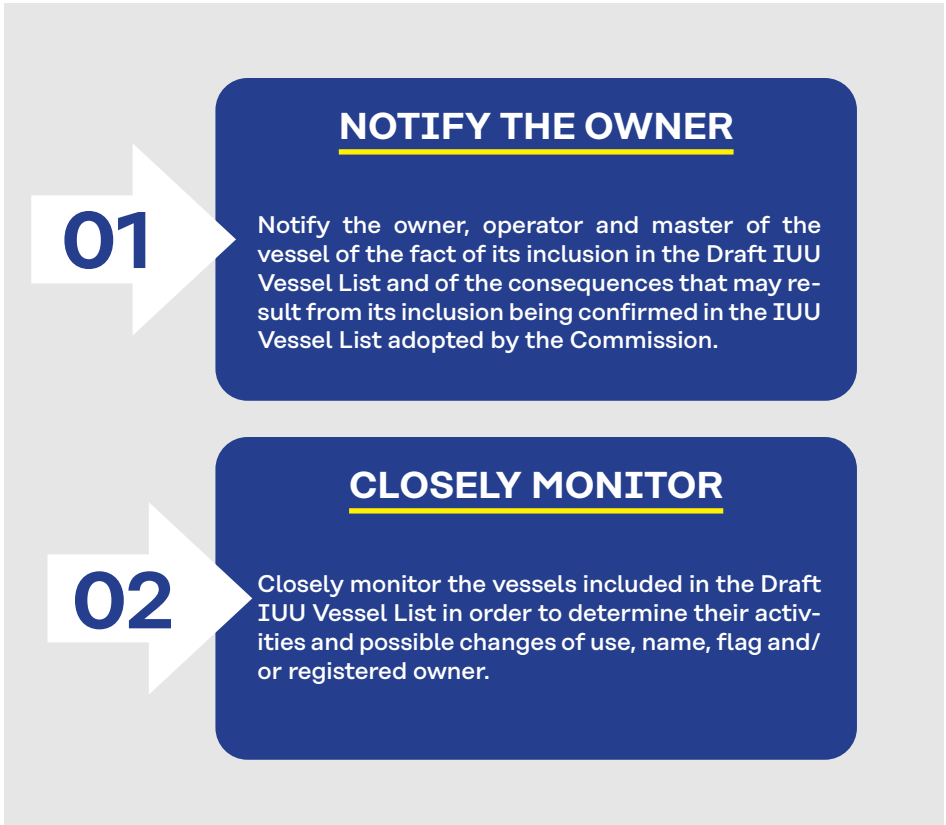 01
NOTIFY THE OWNER
Notify the owner, operator and master of the
vessel of the fact of its inclusion in the Draft IUU
Vessel List and of the consequences that may re-
sult from its inclusion being confirmed in the IUU
Vessel List adopted by the Commission.
02
CLOSELY MONITOR
Closely monitor the vessels included in the Draft
IUU Vessel List in order to determine their activ-
ities and possible changes of use, name, flag and/
or registered owner.